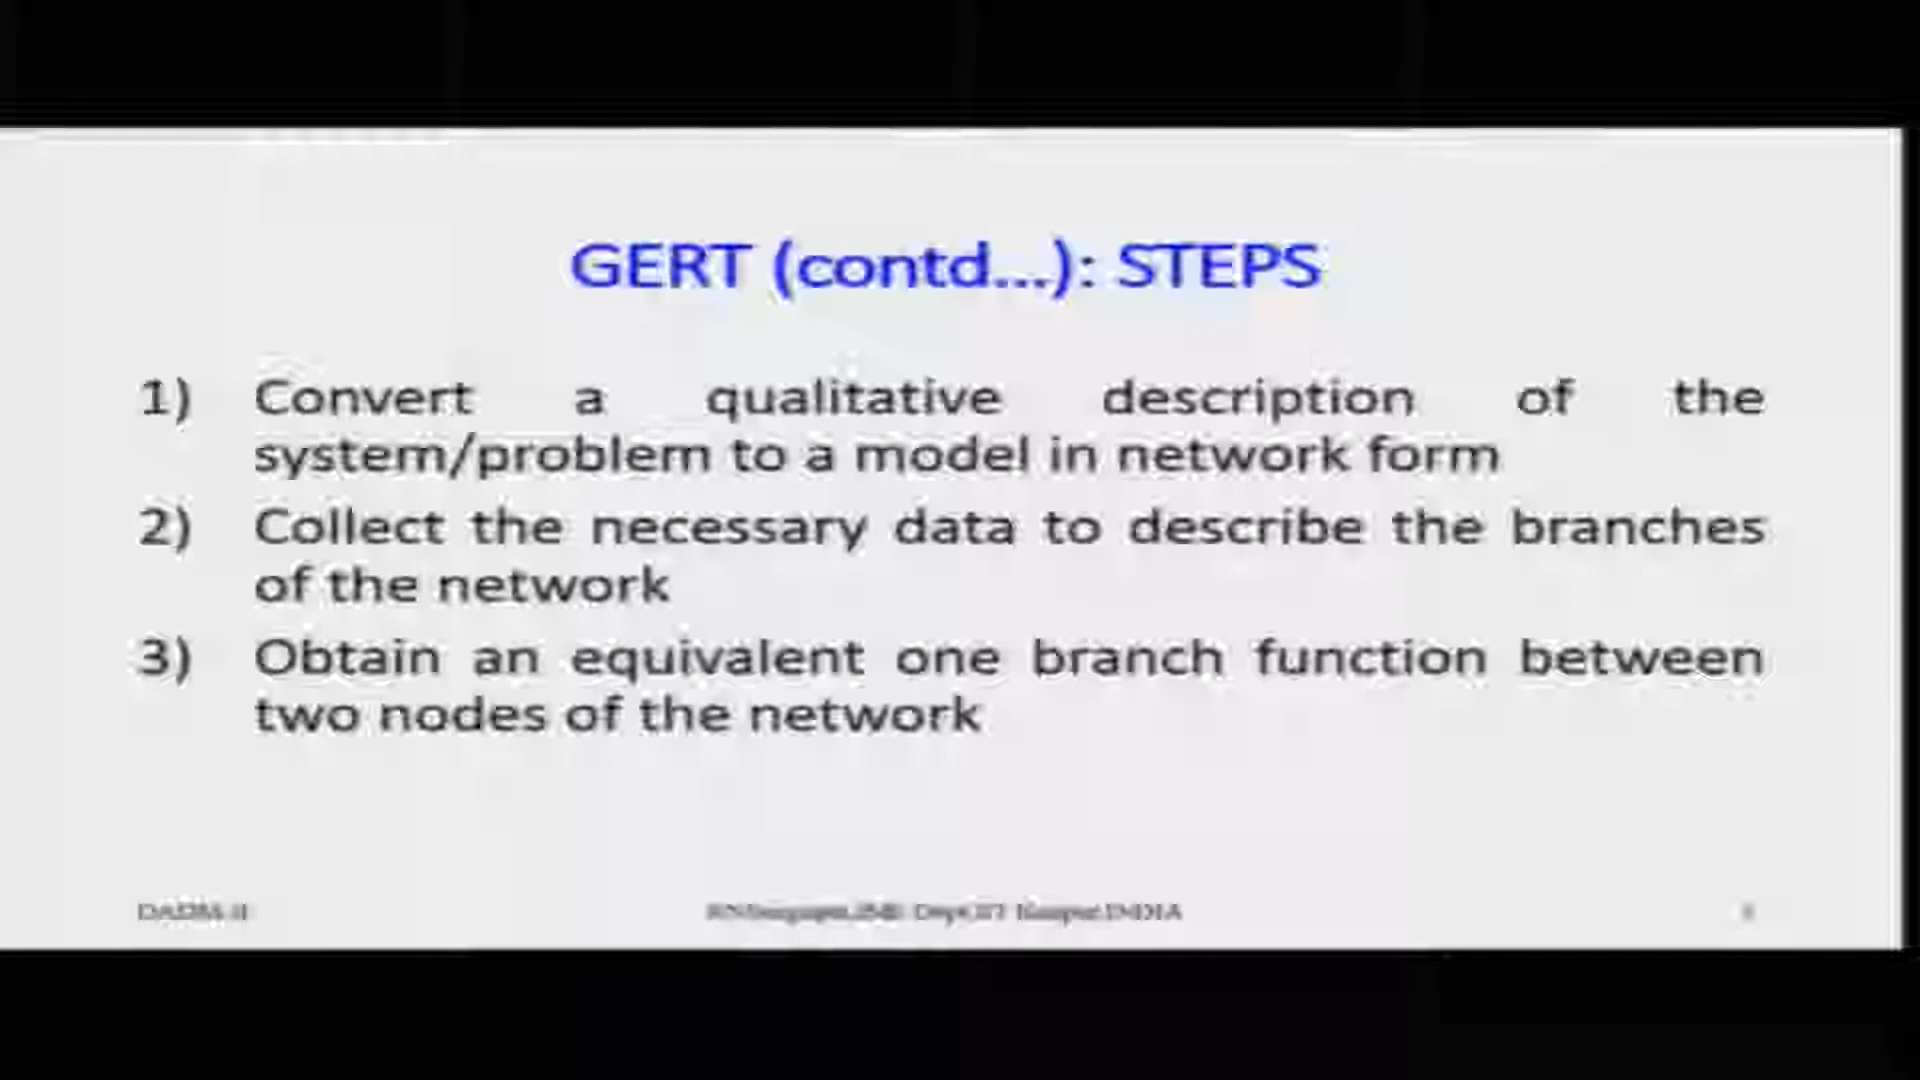 GERT (contd...): STEPS
1) Convert a qualitative description of the
system/problem to a model in network form
2) Collect the necessary data to describe the branches
of the network
3) Obtain an equivalent one branch function between
two nodes of the network
INDIA